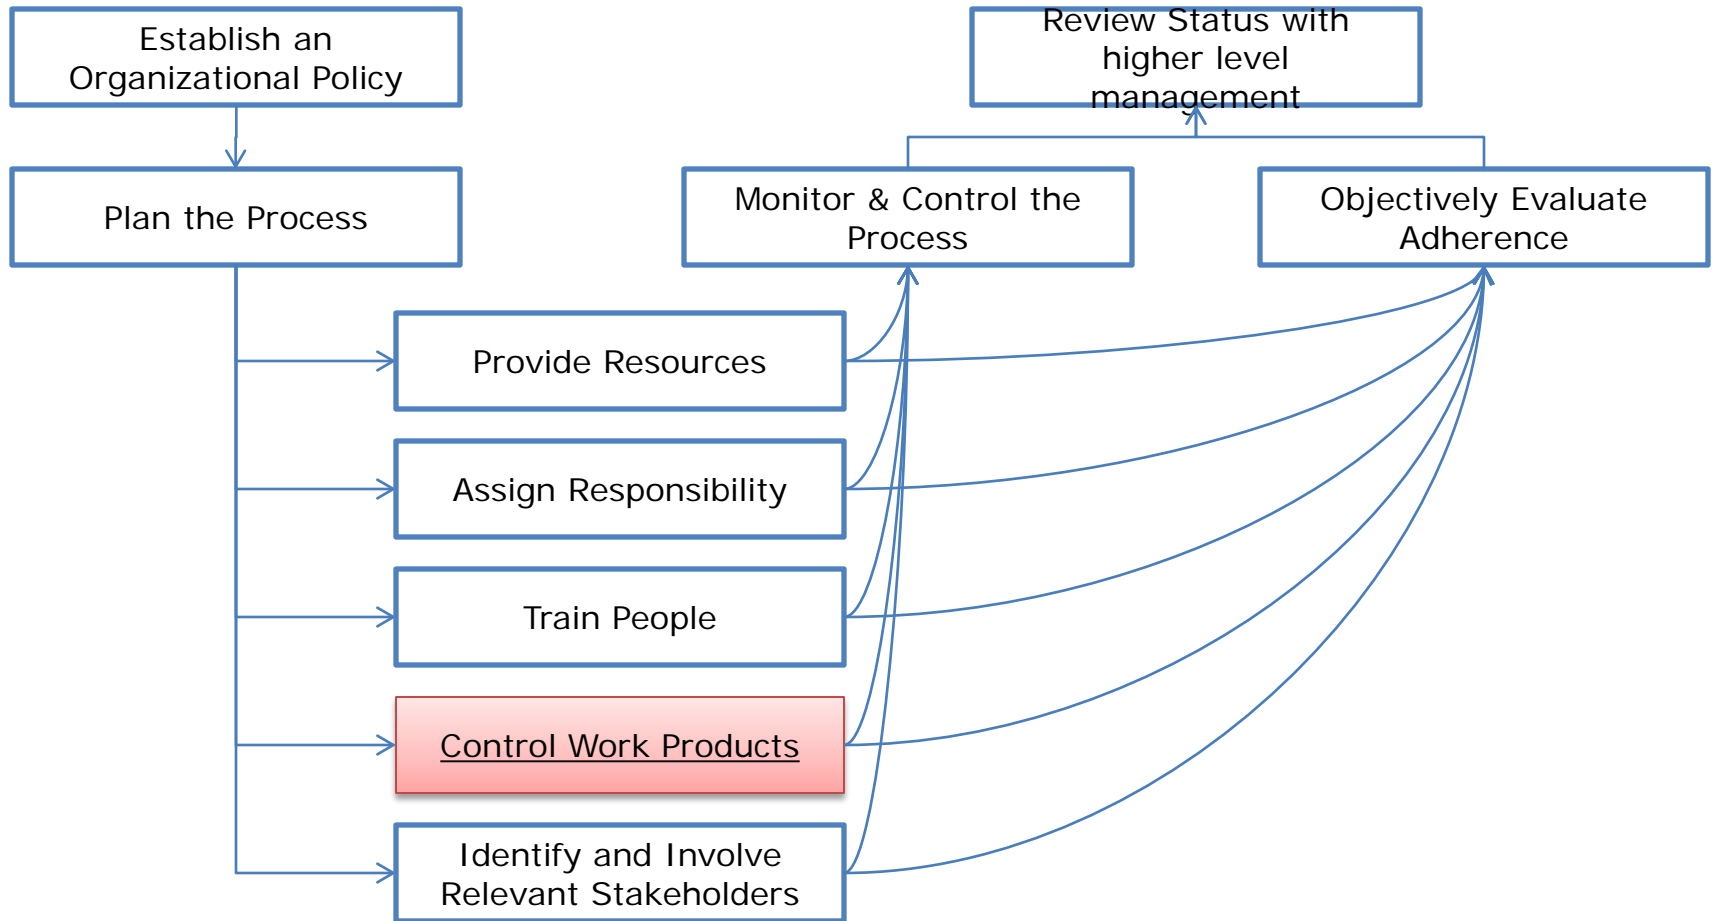 Establish an
Organizational Policy
Review Status with
higher level
management
Plan the Process
Monitor & Control the
Process
Objectively Evaluate
Adherence
Provide Resources
Assign Responsibility
Train People
Control Work Products
Identify and Involve
Relevant Stakeholders